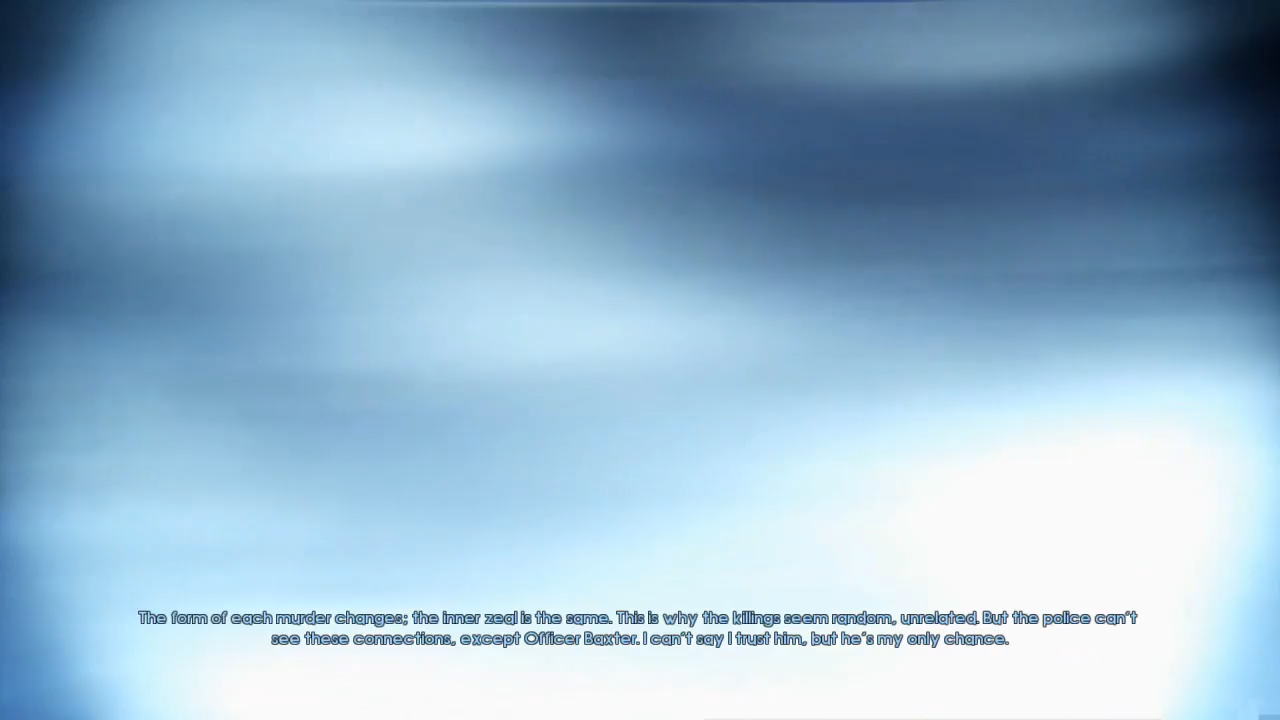 The form of each murder changes; the inner zeal is the same. This is why the killings seem random, unrelated. But the police can't
see these connections, except Officer Baxter. I can't say I trust him, but he's my only chance.